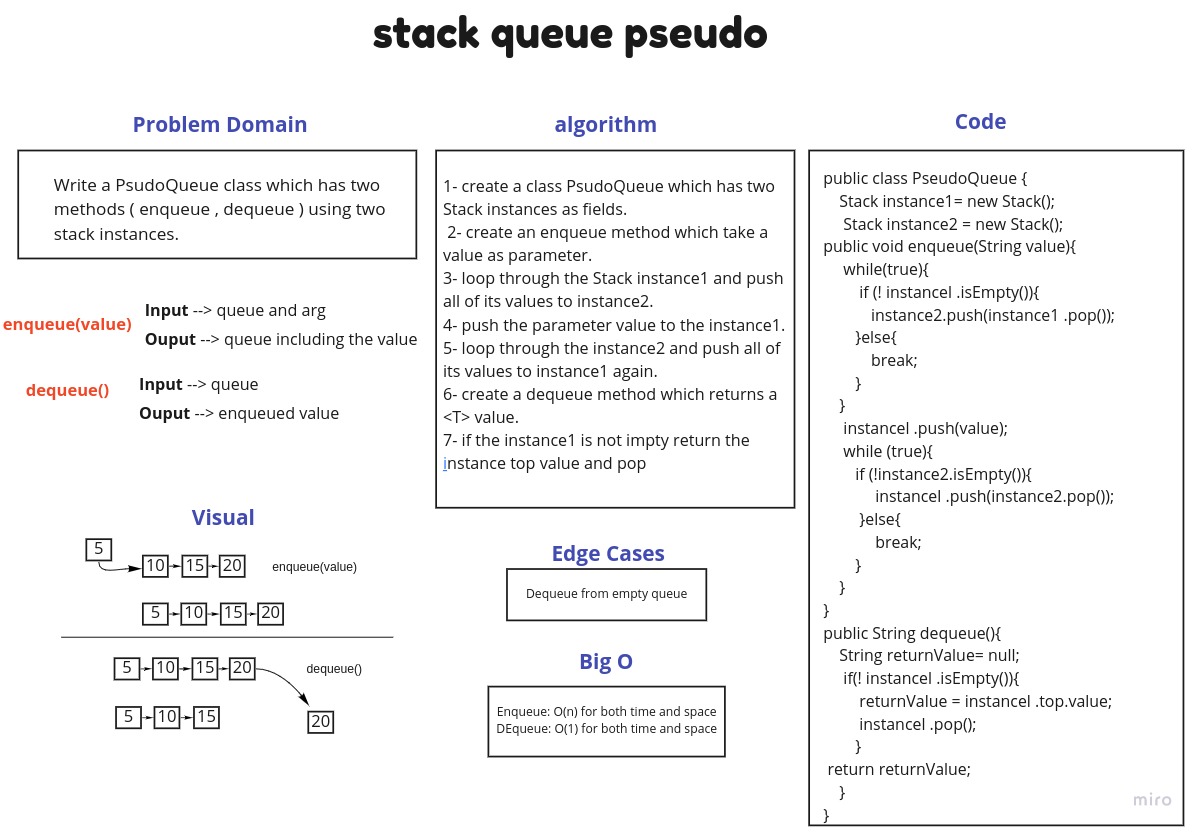 stack queue pseudo
Problem Domain
Write a PsudoQueue class which has two
methods ( enqueue , dequeue ) using two
stack instances.
enqueue(value)
Input --> queue and arg
Ouput --> queue including the value
dequeue()
Input --> queue
Ouput --> enqueued value
Visual
5
10
15
20
enqueue(value)
5
10
15
20
5
10
15
20
dequeue()
5
10
15
20
algorithm
1- create a class PsudoQueue which has two
Stack instances as fields.
2- create an enqueue method which take a
value as parameter.
3- loop through the Stack instance1 and push
all of its values to instance2.
4- push the parameter value to the instance1.
5- loop through the instance2 and push all of
its values to instance1 again.
6- create a dequeue method which returns a
<T> value.
7- if the instance1 is not impty return the
instance top value and pop
Edge Cases
Dequeue from empty queue
Big O
Enqueue: O(n) for both time and space
DEqueue: O(1) for both time and space
Code
public class PseudoQueue {
Stack instance1= new Stack();
Stack instance2 = new Stack();
public void enqueue(String value){
while(true){
if (! instancel .isEmpty()){
instance2.push(instance1 .pop());
}else{
break;
}
}
instancel .push(value);
while (true){
if (!instance2.isEmpty()){
instancel .push(instance2.pop());
}else{
break;
}
}
}
public String dequeue(){
String returnValue= null;
if(! instancel .isEmpty()){
returnValue = instancel .top.value;
instancel .pop();
}
return returnValue;
}
}
miro